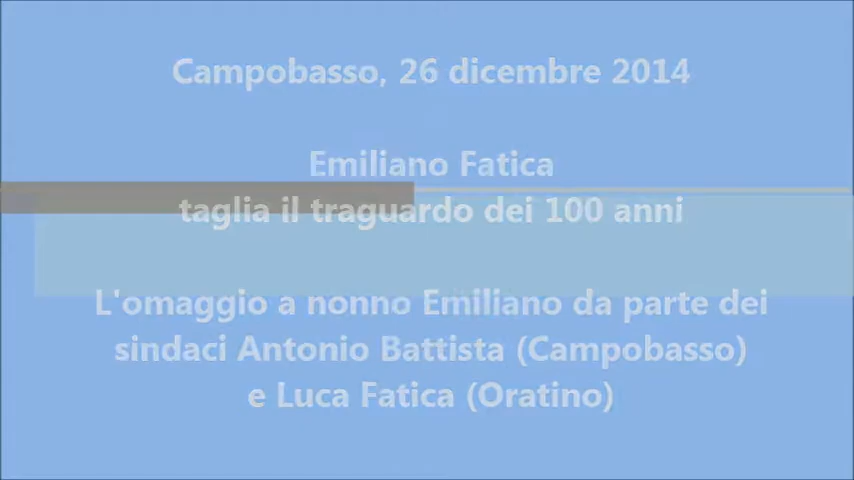 Campobasso, 26 dicembre 2014
Emiliano Fatica
taglia il traguardo dei 100 anni
L'omaggio a nonno Emiliano da parte dei
sindaci Antonio Battista (Campobasso)
e Luca Fatica (Oratino)